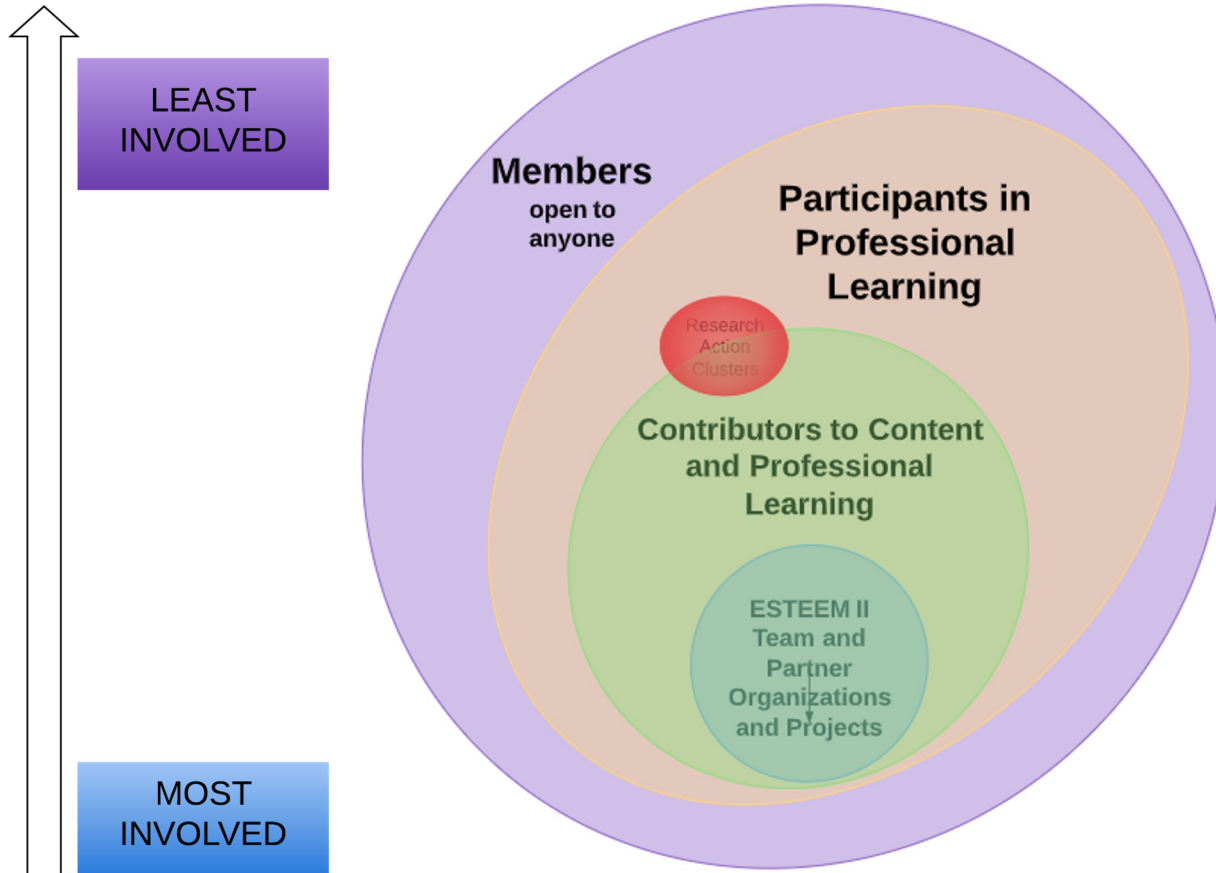 LEAST
INVOLVED
Members
open to
anyone
Participants in
Professional
Learning
Research
Action
Clusters
Contributors to Content
and Professional
Learning
ESTEEM II
Team and
Partner
Organizations
and Projects
MOST
INVOLVED